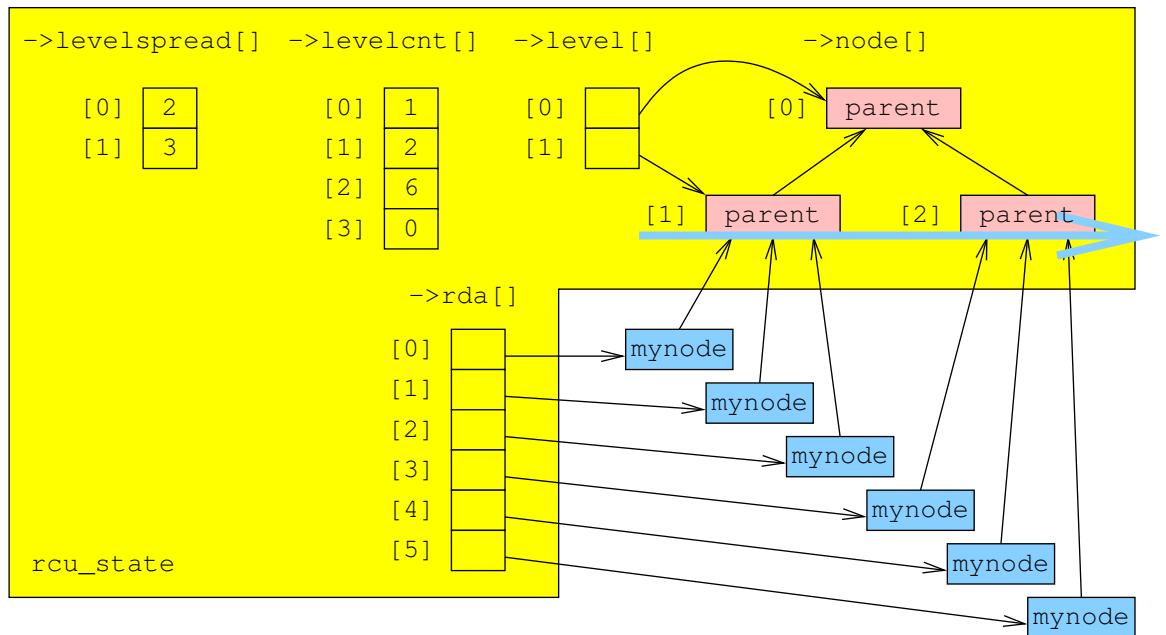 ->levelspread[] ->levelcnt[] ->level[] ->node[]
[0] 2 [0] 1 [0] [0] parent
[1] 3 [1] 2 [1]
[2] 6
[1] parent [2] parent
[3] 0
->rda[]
[0] mynode
[1] mynode
[2] mynode
[3] mynode
[4] mynode
[5] mynode
rcu_state